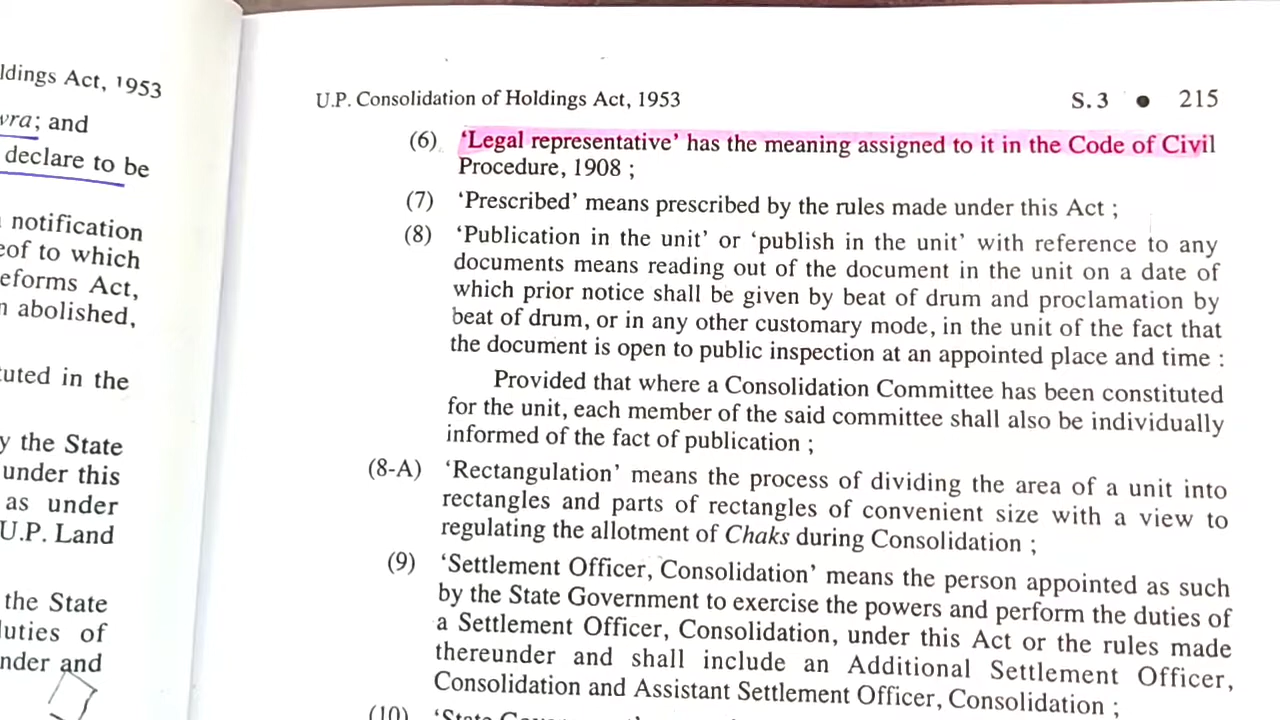 ldings Act, 1953
vra; and
declare to be
notification
eof to which
eforms Act,
abolished,
tuted in the
y the State
under this
as under
U.P. Land
the State
luties of
nder and
U.P. Consolidation of Holdings Act, 1953 S. 3 ● 215
(6) ‘Legal representative’ has the meaning assigned to it in the Code of Civil
Procedure, 1908 ;
(7) ‘Prescribed’ means prescribed by the rules made under this Act ;
(8) ‘Publication in the unit’ or ‘publish in the unit’ with reference to any
documents means reading out of the document in the unit on a date of
which prior notice shall be given by beat of drum and proclamation by
beat of drum, or in any other customary mode, in the unit of the fact that
the document is open to public inspection at an appointed place and time :
Provided that where a Consolidation Committee has been constituted
for the unit, each member of the said committee shall also be individually
informed of the fact of publication ;
(8-A) ‘Rectangulation’ means the process of dividing the area of a unit into
rectangles and parts of rectangles of convenient size with a view to
regulating the allotment of Chaks during Consolidation ;
(9) ‘Settlement Officer, Consolidation’ means the person appointed as such
by the State Government to exercise the powers and perform the duties of
a Settlement Officer, Consolidation, under this Act or the rules made
thereunder and shall include an Additional Settlement Officer,
Consolidation and Assistant Settlement Officer, Consolidation ;
(10) ‘State